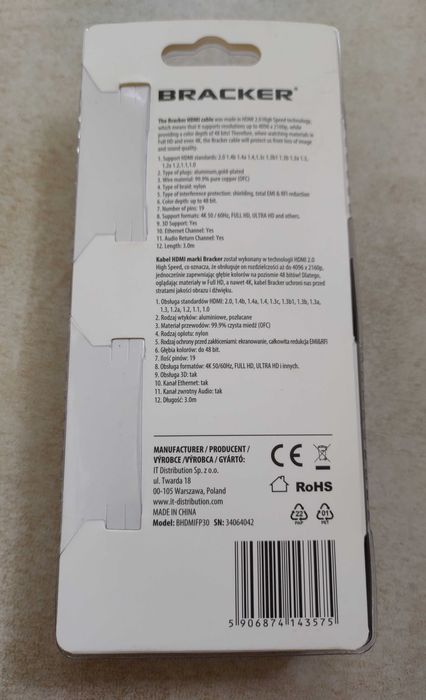 BRACKER®
The Bracker HDMI cable was made in HDMI 2.0 High Speed technology,
which means that it supports resolutions up to 4096 x 2160p,
providing a color depth of 48 bits! Therefore, when watching materials in
Full HD and even 4K, the Bracker cable will protect us from loss of image
and sound quality.
1. Support HDMI standards: 2.0 1.4b 1.4a 1.4,1.3c 1.3b1 1.3b 1.3a 1.3,
1.2a 1.2,1.1,1.0
2. Type of plugs: aluminum,gold-plated
3. Wire material: 99.9% pure copper (OFC)
4. Type of braid: nylon
5. Type of interference protection: shielding, total EMI & RFI reduction
6. Color depth: up to 48 bit.
7. Number of pins: 19
8. Support formats: 4K 50 / 60Hz, FULL HD, ULTRA HD and others.
9. 3D Support: Yes
10. Ethernet Channel: Yes
11. Audio Return Channel: Yes
12. Length: 3.0m
Kabel HDMI marki Bracker został wykonany w technologii HDMI 2.0
High Speed, co oznacza, że obsługuje on rozdzielczości aż do 4096 x 2160p,
jednocześnie zapewniając głębie kolorów na poziomie 48 bitów! Dlatego,
oglądając materiały w Full HD, a nawet 4K, kabel Bracker uchroni nas przed
stratami jakości obrazu i dźwięku.
1. Obsługa standardów HDMI: 2.0, 1.4b, 1.4a, 1.4, 1.3c, 1.3b1, 1.3b, 1.3a,
1.3, 1.2a, 1.2, 1.1, 1.0
2. Rodzaj wtyków: aluminiowe, pozłacane
3. Materiał przewodów: 99.9% czysta miedź (OFC)
4. Rodzaj oplotu: nylon
5. Rodzaj ochrony przed zakłóceniami: ekranowanie, całkowita redukcja EMI&RFI
6. Głębia kolorów: do 48 bit.
7. Ilość pinów: 19
8. Obsługa formatów: 4K 50/60Hz, FULL HD, ULTRA HD i innych.
9. Obsługa 3D: tak
10. Kanał Ethernet: tak
11. Kanał zwrotny Audio: tak
12. Długość: 3.0m
MANUFACTURER / PRODUCENT /
VÝROBCE /VÝROBCA / GYÁRTÓ:
IT Distribution Sp. z o.o.
ul. Twarda 18
00-105 Warszawa, Poland
www.it-distribution.com
MADE IN CHINA
Model: BHDMIFP30 SN: 34064042
CE
RoHS
22
PAP
01
PET
5 906874 143575